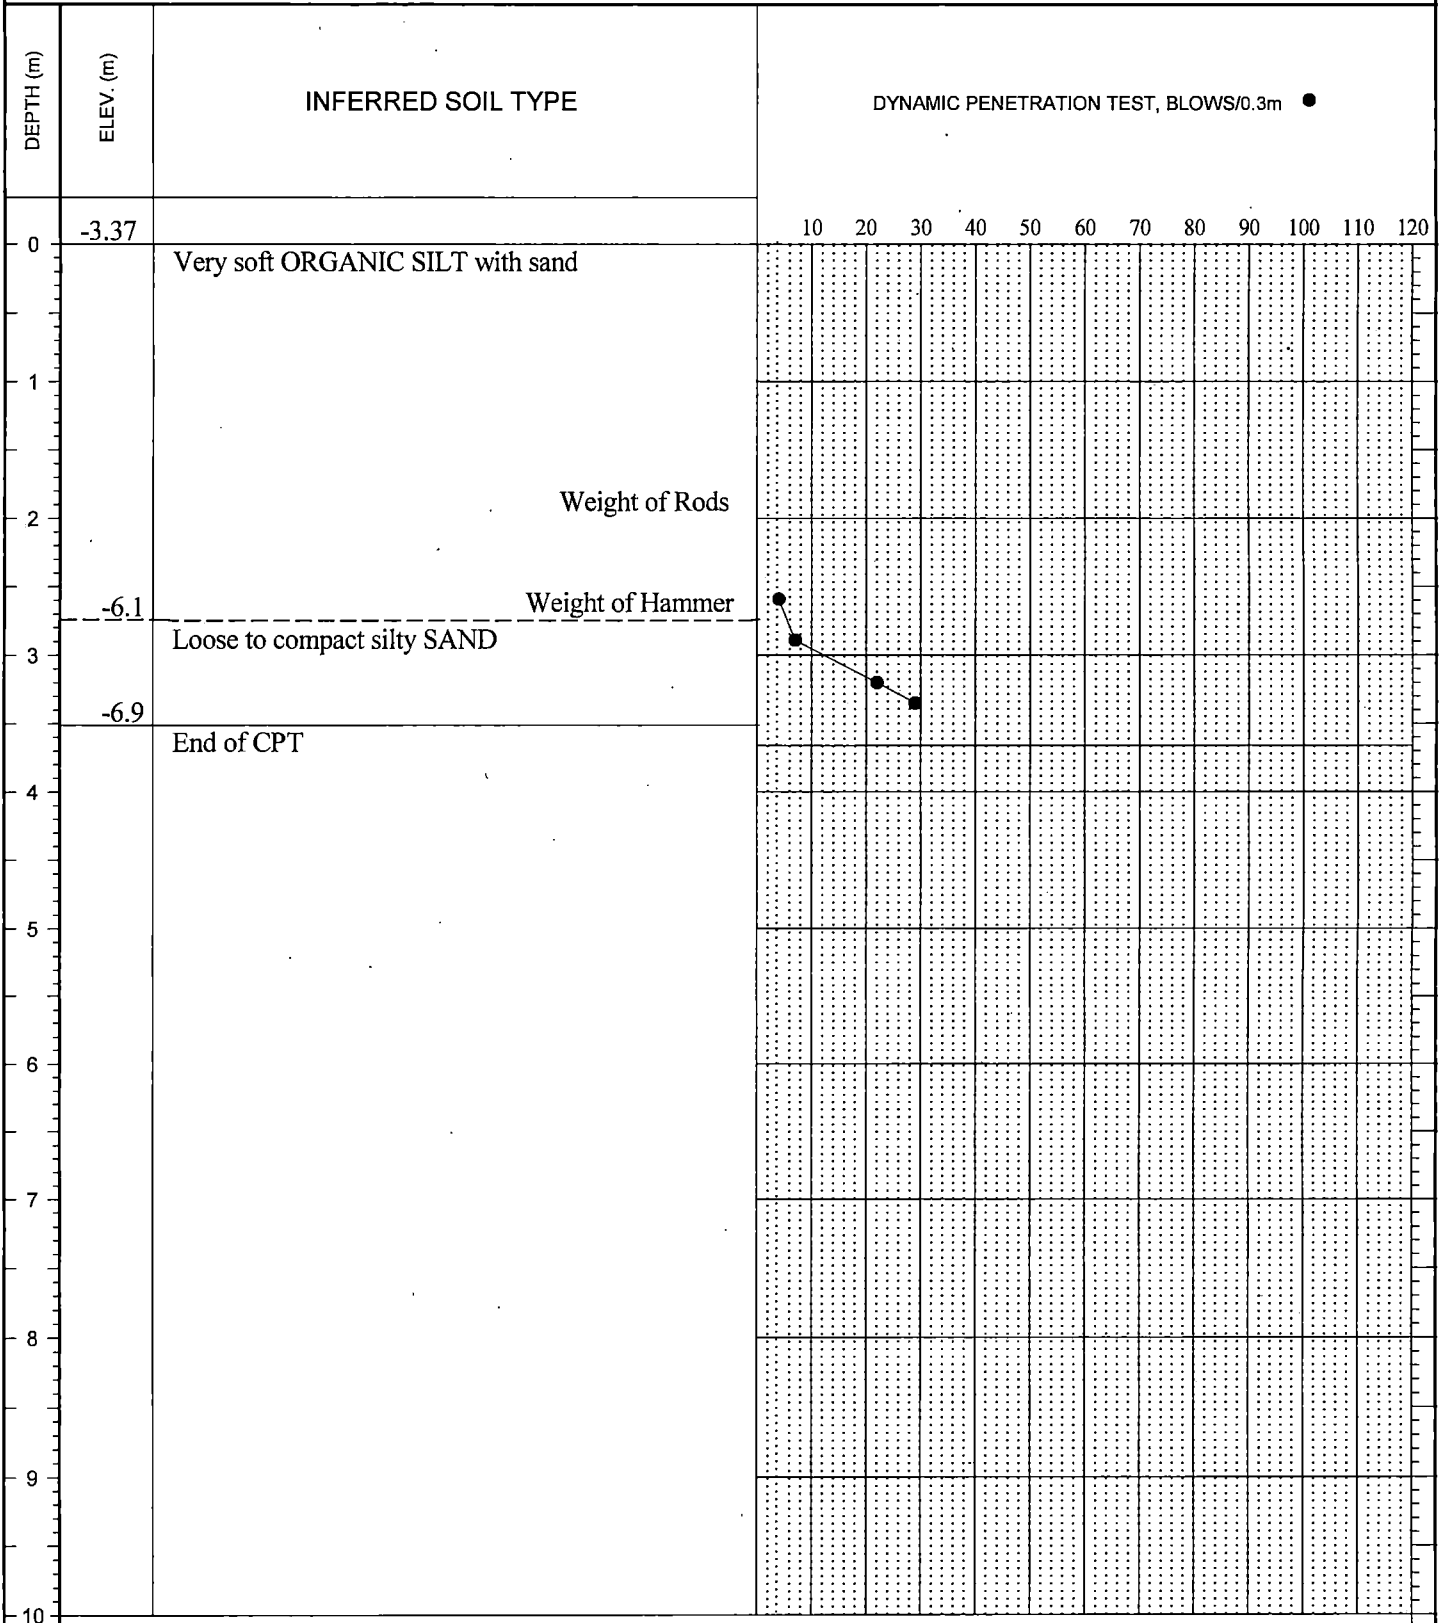 DEPTH (m)
ELEV. (m)
INFERRED SOIL TYPE
DYNAMIC PENETRATION TEST, BLOWS/0.3m
10 20 30 40 50 60 70 80 90 100 110 120
0
-3.37
Very soft ORGANIC SILT with sand
1
Weight of Rods
2
-6.1
Weight of Hammer
Loose to compact silty SAND
3
-6.9
End of CPT
4
5
6
7
8
9
10